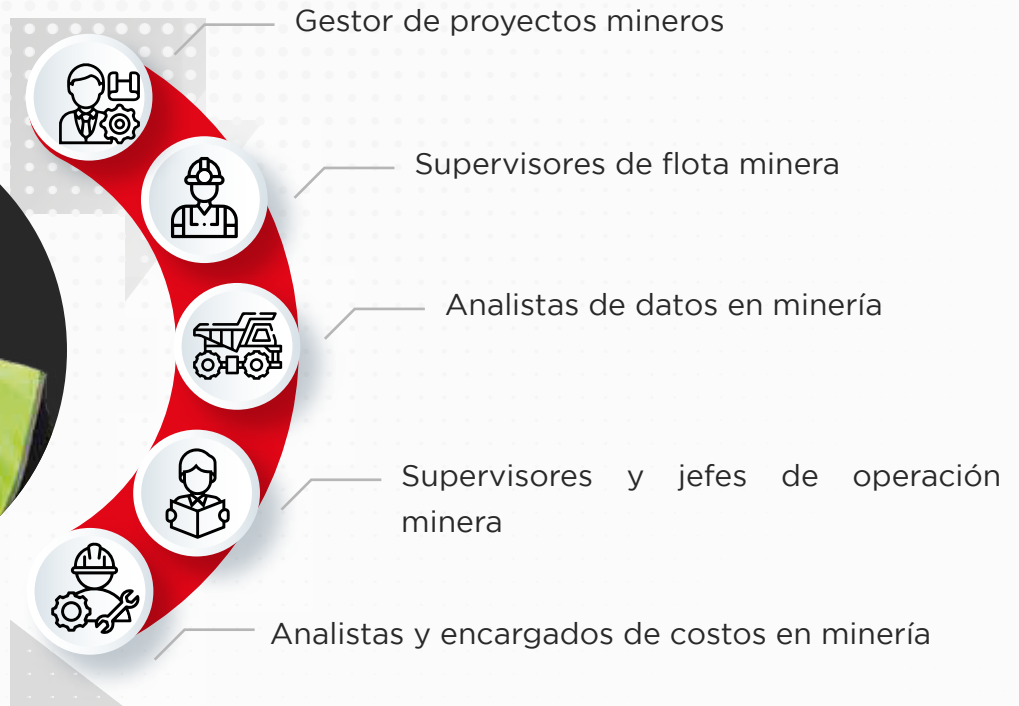 Gestor de proyectos mineros
Supervisores de flota minera
Analistas de datos en minería
Supervisores y jefes de operación
minera
Analistas y encargados de costos en minería